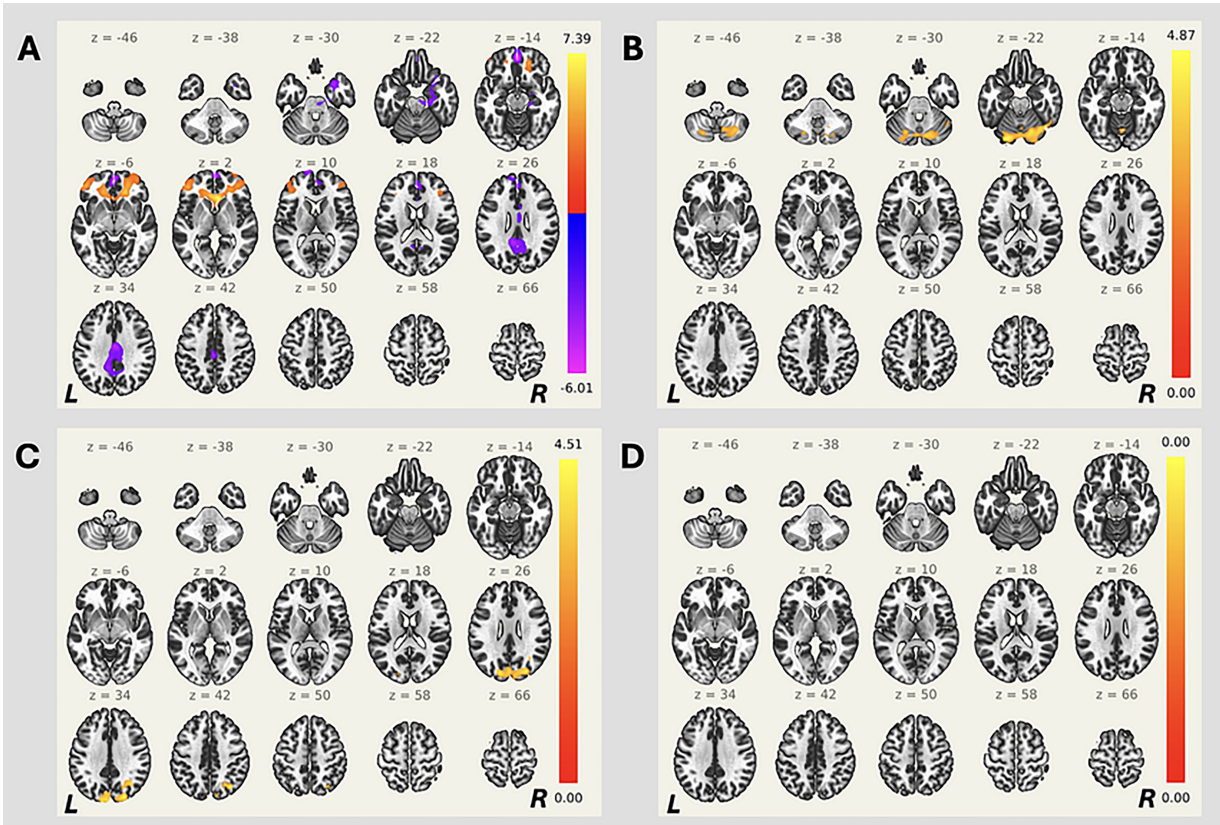 A
z = -46 z = -38 z = -30 z = -22 z = -14 7.39
z = -6 z = 2 z = 10 z = 18 z = 26
z = 34 z = 42 z = 50 z = 58 z = 66
-6.01
L R
B
z = -46 z = -38 z = -30 z = -22 z = -14 4.87
z = -6 z = 2 z = 10 z = 18 z = 26
z = 34 z = 42 z = 50 z = 58 z = 66
L R 0.00
C
z = -46 z = -38 z = -30 z = -22 z = -14 4.51
z = -6 z = 2 z = 10 z = 18 z = 26
z = 34 z = 42 z = 50 z = 58 z = 66
L R 0.00
D
z = -46 z = -38 z = -30 z = -22 z = -14 0.00
z = -6 z = 2 z = 10 z = 18 z = 26
z = 34 z = 42 z = 50 z = 58 z = 66
L R 0.00